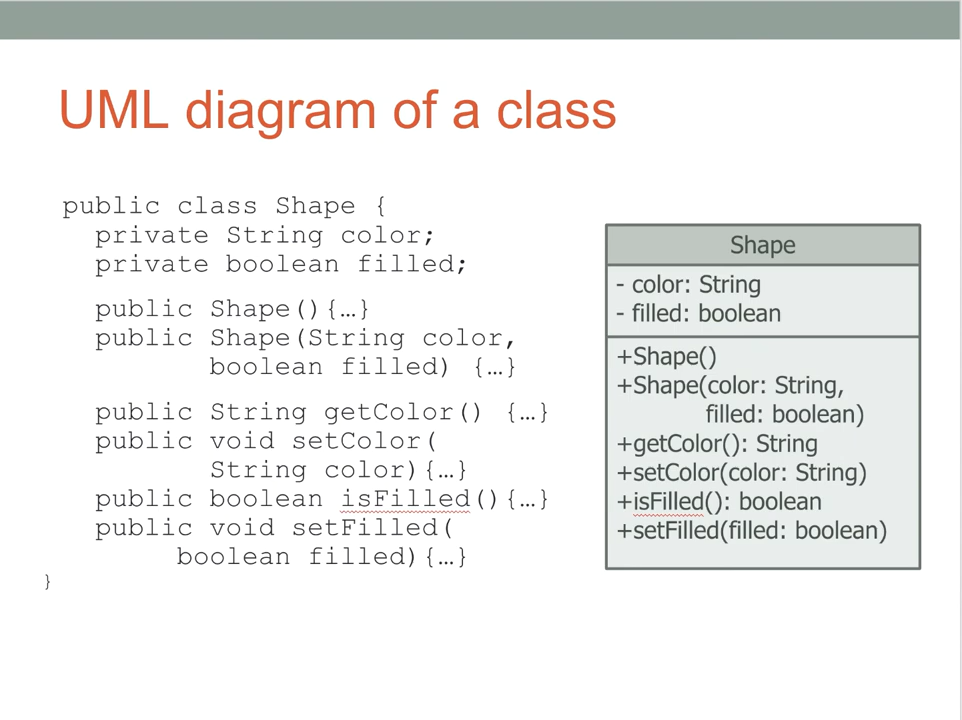 UML diagram of a class
public class Shape {
private String color;
private boolean filled;
public Shape(){…}
public Shape(String color,
boolean filled) {…}
public String getColor() {…}
public void setColor(
String color){…}
public boolean isFilled(){…}
public void setFilled(
boolean filled){…}
}
Shape
- color: String
- filled: boolean
+Shape()
+Shape(color: String,
filled: boolean)
+getColor(): String
+setColor(color: String)
+isFilled(): boolean
+setFilled(filled: boolean)